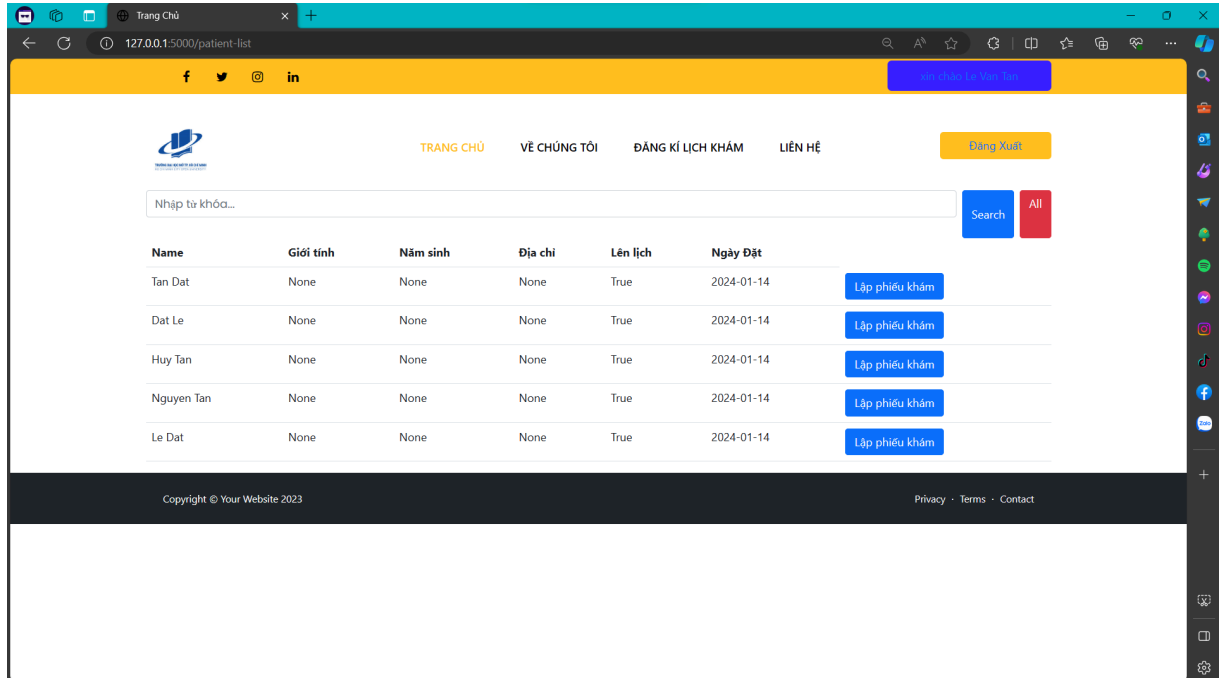 Trang Chủ
127.0.0.1:5000/patient-list
xin chào Le Van Tan
TRANG CHỦ VỀ CHÚNG TÔI ĐĂNG KÍ LỊCH KHÁM LIÊN HỆ Đăng Xuất
Nhập từ khóa... Search All
Name Giới tính Năm sinh Địa chỉ Lên lịch Ngày Đặt
Tan Dat None None None True 2024-01-14 Lập phiếu khám
Dat Le None None None True 2024-01-14 Lập phiếu khám
Huy Tan None None None True 2024-01-14 Lập phiếu khám
Nguyen Tan None None None True 2024-01-14 Lập phiếu khám
Le Dat None None None True 2024-01-14 Lập phiếu khám
Zalo
Copyright © Your Website 2023 Privacy · Terms · Contact